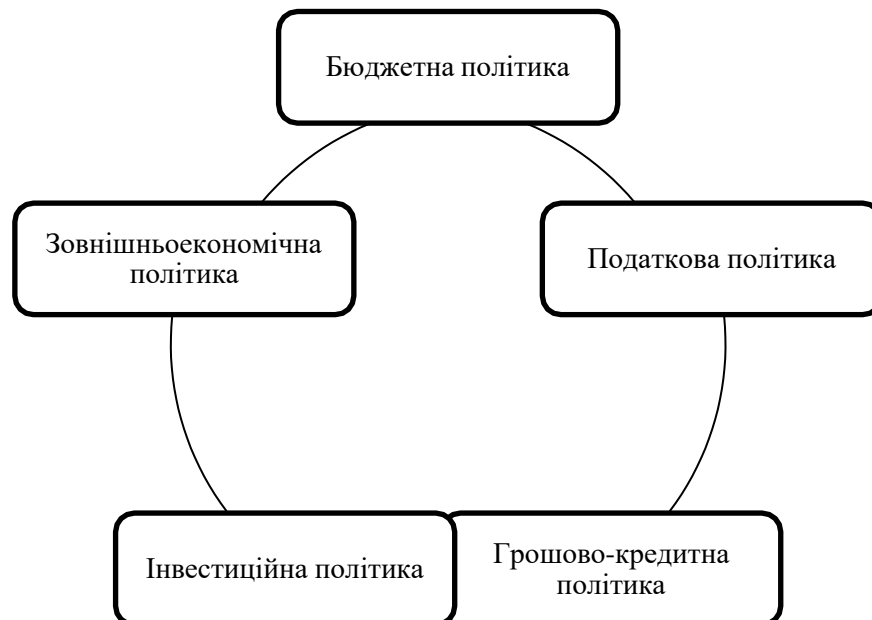 Бюджетна політика
Зовнішньоекономічна
політика
Податкова політика
Інвестиційна політика
Грошово-кредитна
політика